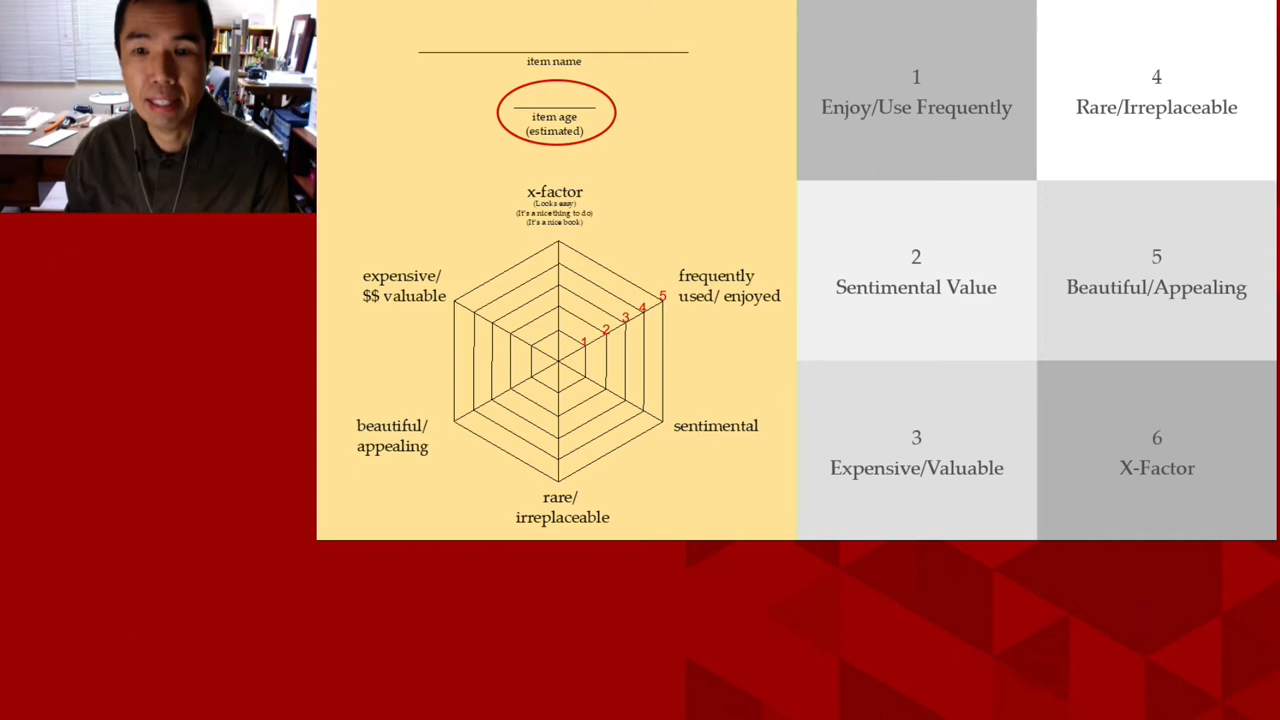 item name
item age
(estimated)
x-factor
(Looks easy)
(It's a nice thing to do)
(It's a nice book)
expensive/
$$ valuable
frequently
used/ enjoyed
5
4
3
2
1
beautiful/
appealing
sentimental
rare/
irreplaceable
1
Enjoy/Use Frequently
4
Rare/Irreplaceable
2
Sentimental Value
5
Beautiful/Appealing
3
Expensive/Valuable
6
X-Factor